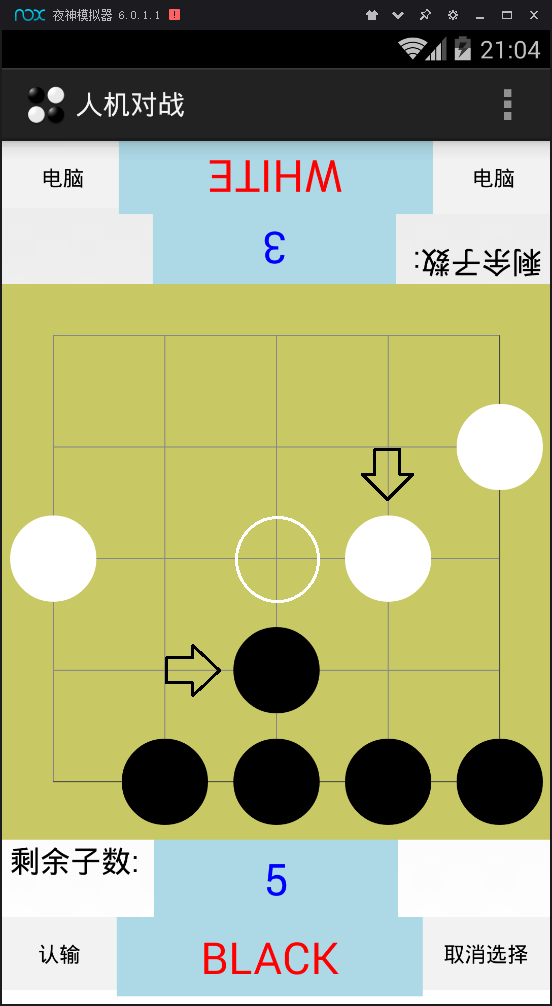 nox 夜神模拟器 6.0.1.1
21:04
人机对战
电脑 WHITE 电脑
3 剩余子数:
剩余子数: 5
认输 BLACK 取消选择